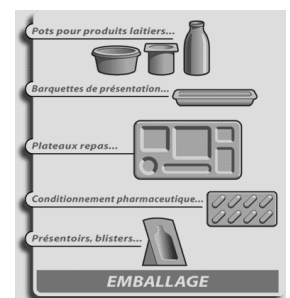 Pots pour produits laitiers...
Barquettes de présentation...
Plateaux repas...
Conditionnement pharmaceutique...
Présentoirs, blisters...
EMBALLAGE